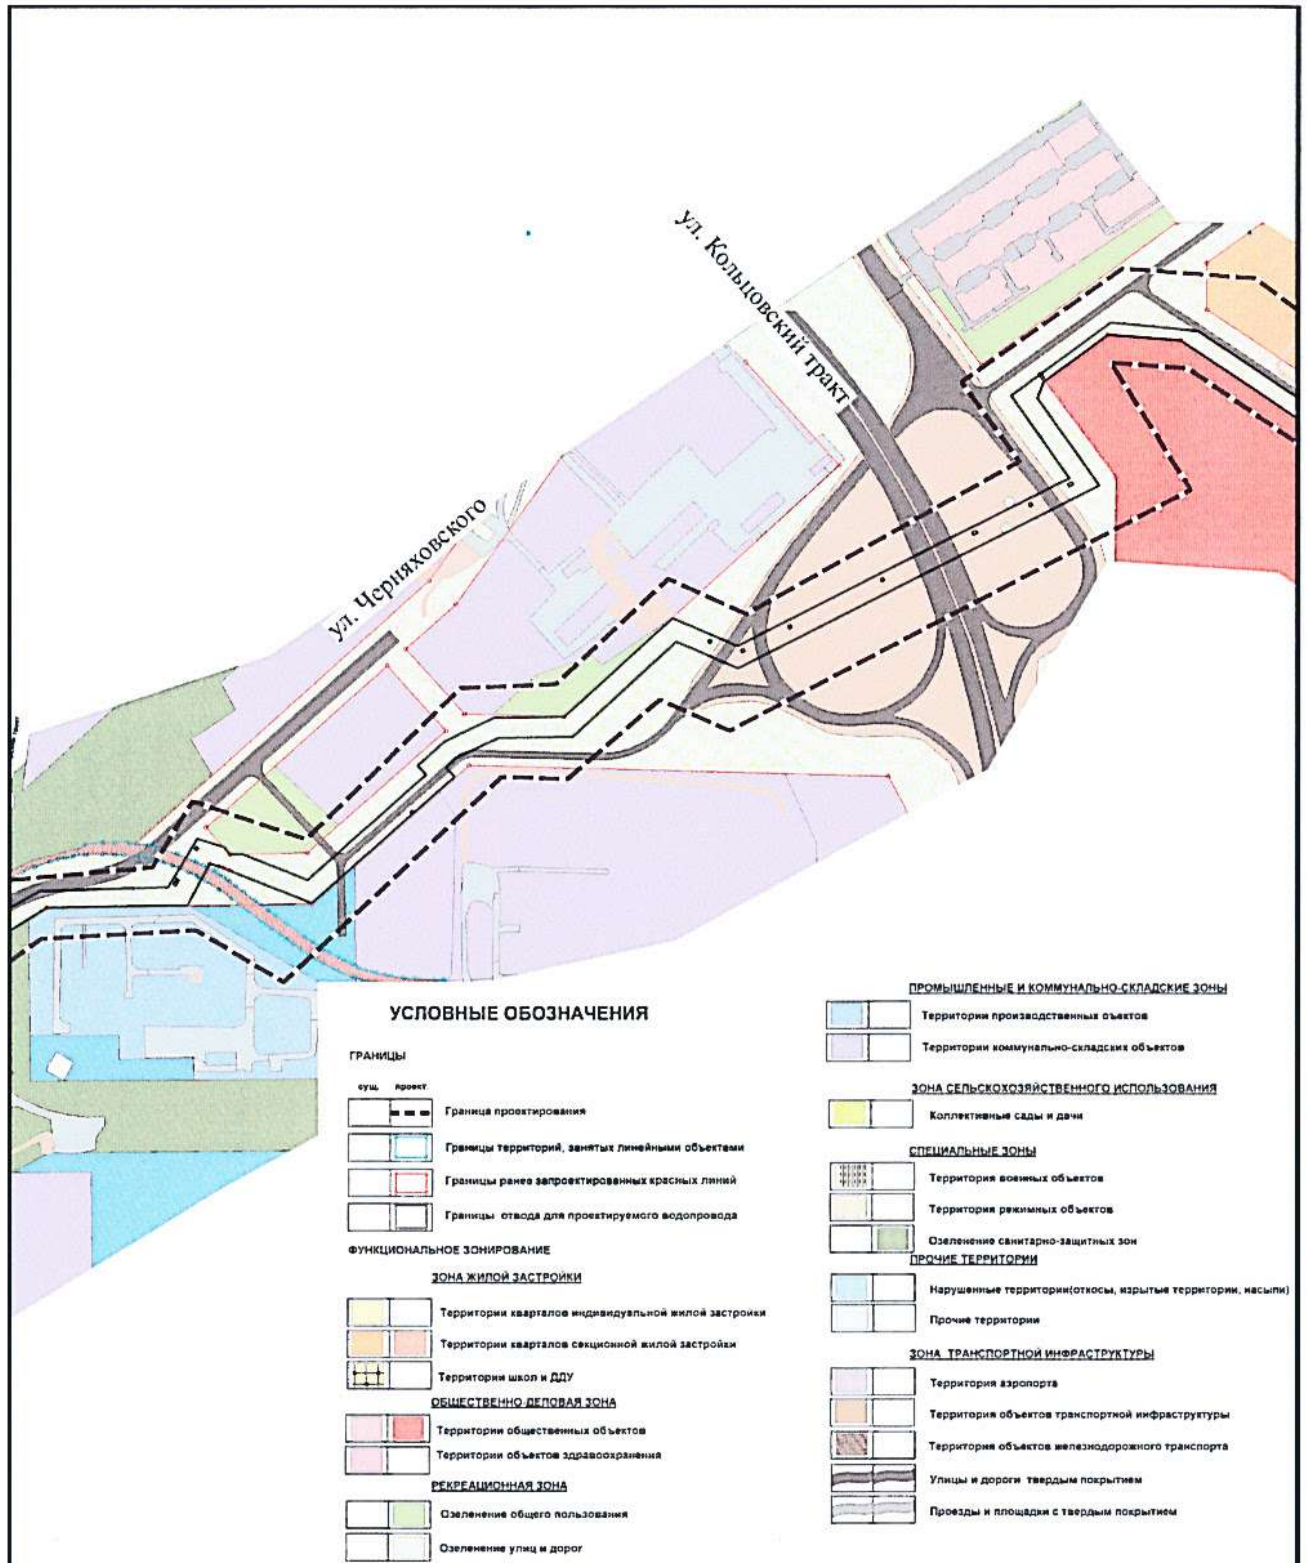 ул. Кольцовский тракт
ул. Черняховского
УСЛОВНЫЕ ОБОЗНАЧЕНИЯ
ГРАНИЦЫ
сущ. проект.
Граница проектирования
Границы территорий, занятых линейными объектами
Границы ранее запроектированных красных линий
Границы отвода для проектируемого водопровода
ФУНКЦИОНАЛЬНОЕ ЗОНИРОВАНИЕ
ЗОНА ЖИЛОЙ ЗАСТРОЙКИ
Территории кварталов индивидуальной жилой застройки
Территории кварталов секционной жилой застройки
Территории школ и ДДУ
ОБЩЕСТВЕННО ДЕЛОВАЯ ЗОНА
Территории общественных объектов
Территории объектов здравоохранения
РЕКРЕАЦИОННАЯ ЗОНА
Озеленение общего пользования
Озеленение улиц и дорог
ПРОМЫШЛЕННЫЕ И КОММУНАЛЬНО-СКЛАДСКИЕ ЗОНЫ
Территории производственных оъектов
Территории коммунально-складских объектов
ЗОНА СЕЛЬСКОХОЗЯЙСТВЕННОГО ИСПОЛЬЗОВАНИЯ
Коллективные сады и дачи
СПЕЦИАЛЬНЫЕ ЗОНЫ
Территория военных объектов
Территория режимных объектов
Озеленение санитарно-защитных зон
ПРОЧИЕ ТЕРРИТОРИИ
Нарушенные территории(откосы, изрытые территории, насыпи)
Прочие территории
ЗОНА ТРАНСПОРТНОЙ ИНФРАСТРУКТУРЫ
Территория аэропорта
Территория объектов транспортной инфраструктуры
Территория объектов железнодорожного транспорта
Улицы и дороги твердым покрытием
Проезды и площадки с твердым покрытием